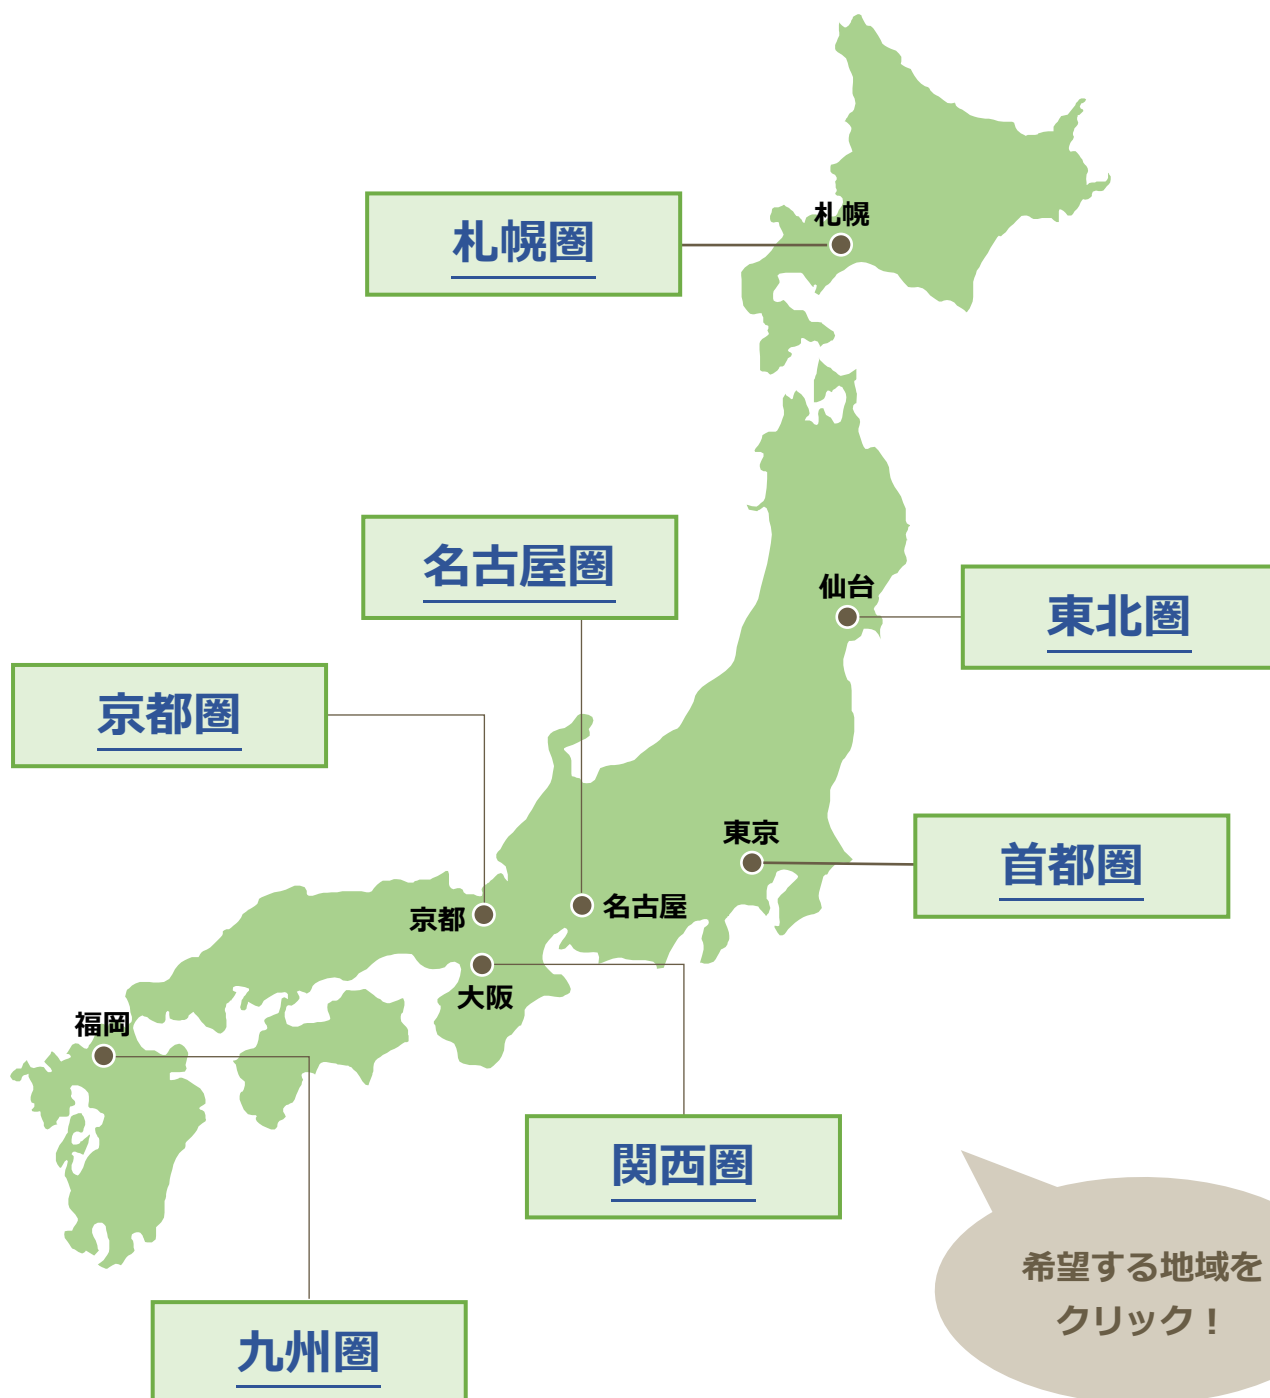 札幌
札幌圏
名古屋圏
仙台
東北圏
京都圏
東京
首都圏
京都
名古屋
大阪
福岡
関西圏
希望する地域を
クリック！
九州圏